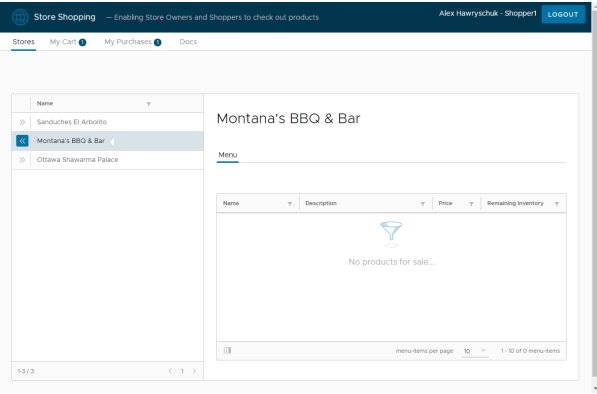 Store Shopping — Enabling Store Owners and Shoppers to check out products Alex Hawryschuk - Shopper1 LOGOUT
Stores My Cart 1 My Purchases 1 Docs
Name
Sanduches El Arbolito
Montana's BBQ & Bar
Ottawa Shawarma Palace
1-3 / 3 1
Montana's BBQ & Bar
Menu
Name Description Price Remaining Inventory
No products for sale...
menu-items per page 10 1 - 10 of 0 menu-items